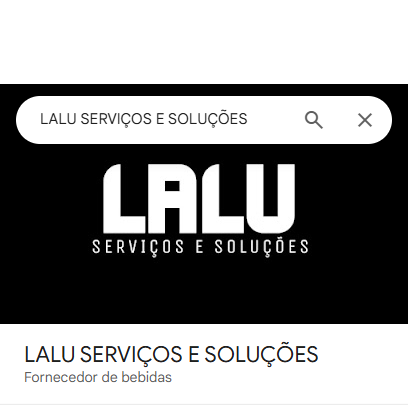 LALU SERVIÇOS E SOLUÇÕES
LALU
SERVIÇOS E SOLUÇÕES
LALU SERVIÇOS E SOLUÇÕES
Fornecedor de bebidas